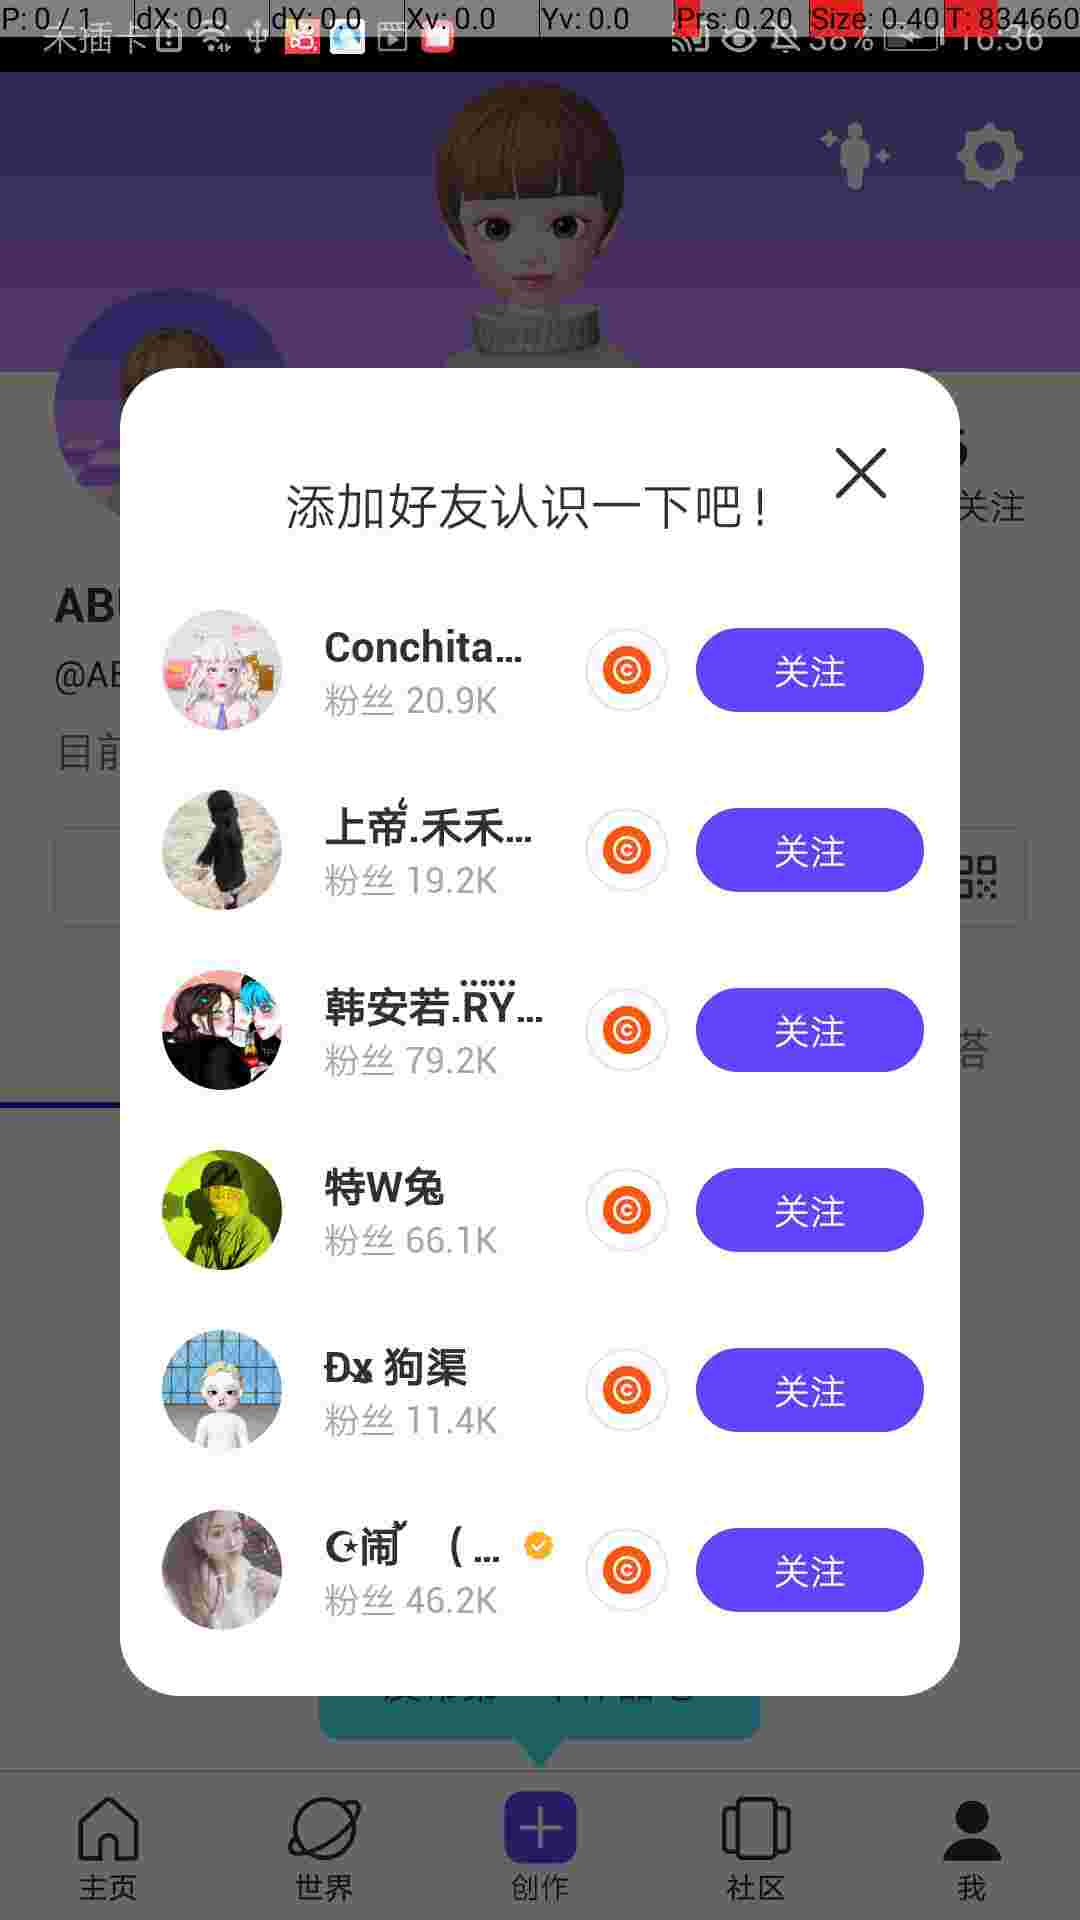 P: 0 / 1 dX: 0.0 dY: 0.0 Xv: 0.0 Yv: 0.0 Prs: 0.20 Size: 0.40 T: 834660
未插卡 38% 16:36
添加好友认识一下吧!
关注
AB
@AB
目前
Conchita...
粉丝 20.9K
关注
上帝.禾禾...
粉丝 19.2K
关注
韩安若.RY...
粉丝 79.2K
关注
答
特W兔
粉丝 66.1K
关注
Đx 狗渠
粉丝 11.4K
关注
☪闹 ( ...
粉丝 46.2K
关注
主页 世界 创作 社区 我